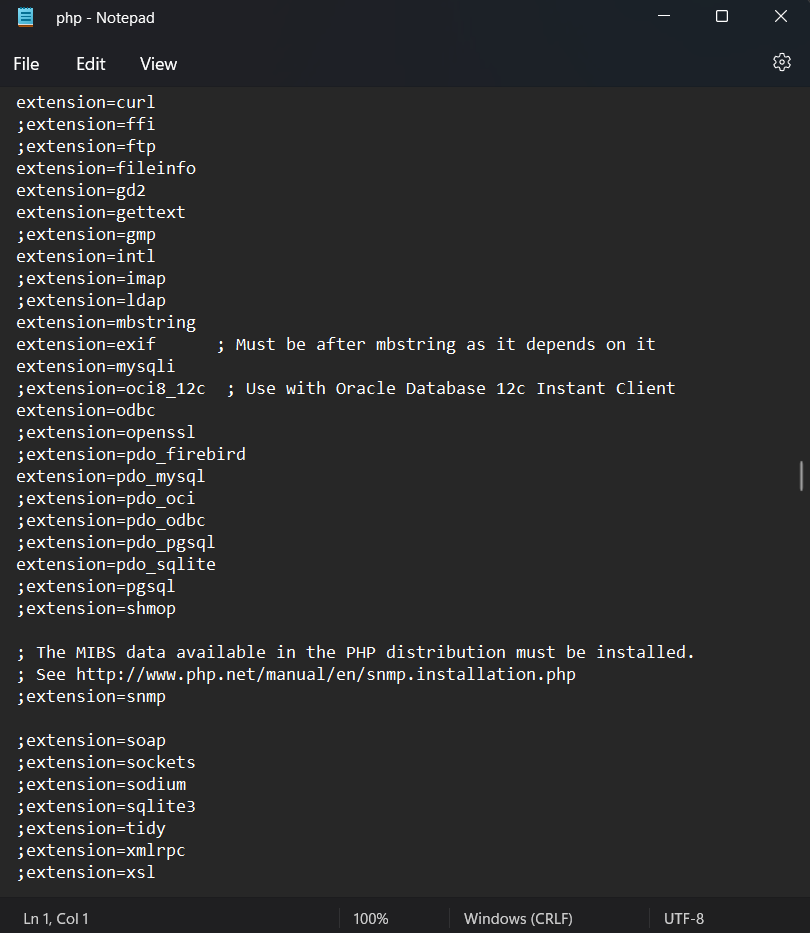 php - Notepad
File Edit View
extension=curl
;extension=ffi
;extension=ftp
extension=fileinfo
extension=gd2
extension=gettext
;extension=gmp
extension=intl
;extension=imap
;extension=ldap
extension=mbstring
extension=exif      ; Must be after mbstring as it depends on it
extension=mysqli
;extension=oci8_12c  ; Use with Oracle Database 12c Instant Client
extension=odbc
;extension=openssl
;extension=pdo_firebird
extension=pdo_mysql
;extension=pdo_oci
;extension=pdo_odbc
;extension=pdo_pgsql
extension=pdo_sqlite
;extension=pgsql
;extension=shmop

; The MIBS data available in the PHP distribution must be installed.
; See http://www.php.net/manual/en/snmp.installation.php
;extension=snmp

;extension=soap
;extension=sockets
;extension=sodium
;extension=sqlite3
;extension=tidy
;extension=xmlrpc
;extension=xsl
Ln 1, Col 1 100% Windows (CRLF) UTF-8